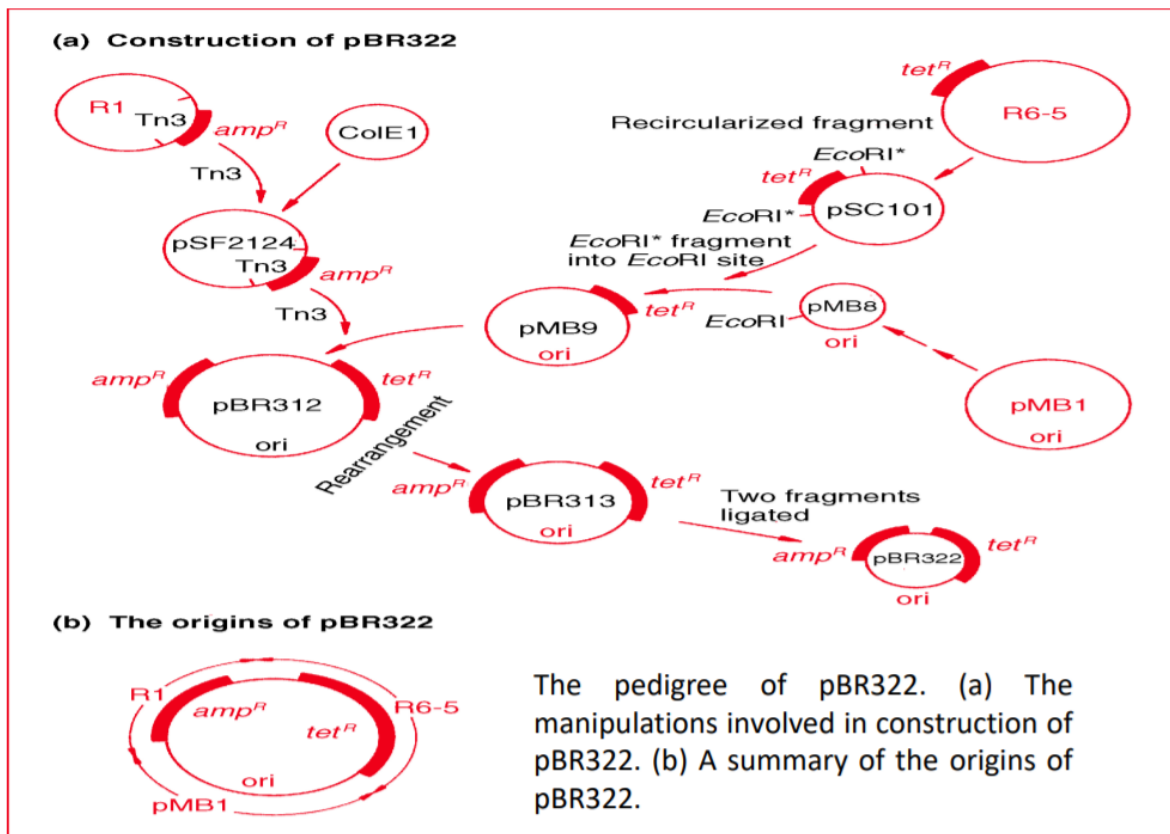 (a) Construction of pBR322
R1
Tn3
ampR
ColE1
Tn3
pSF2124
Tn3
ampR
Tn3
tetR
R6-5
Recircularized fragment
EcoRI*
tetR
EcoRI*
pSC101
EcoRI* fragment
into EcoRI site
pMB9
ori
tetR
EcoRI
pMB8
ori
pMB1
ori
ampR
tetR
pBR312
ori
Rearrangement
ampR
tetR
pBR313
ori
Two fragments
ligated
ampR
tetR
pBR322
ori
(b) The origins of pBR322
R1
ampR
R6-5
tetR
ori
pMB1
The pedigree of pBR322. (a) The
manipulations involved in construction of
pBR322. (b) A summary of the origins of
pBR322.